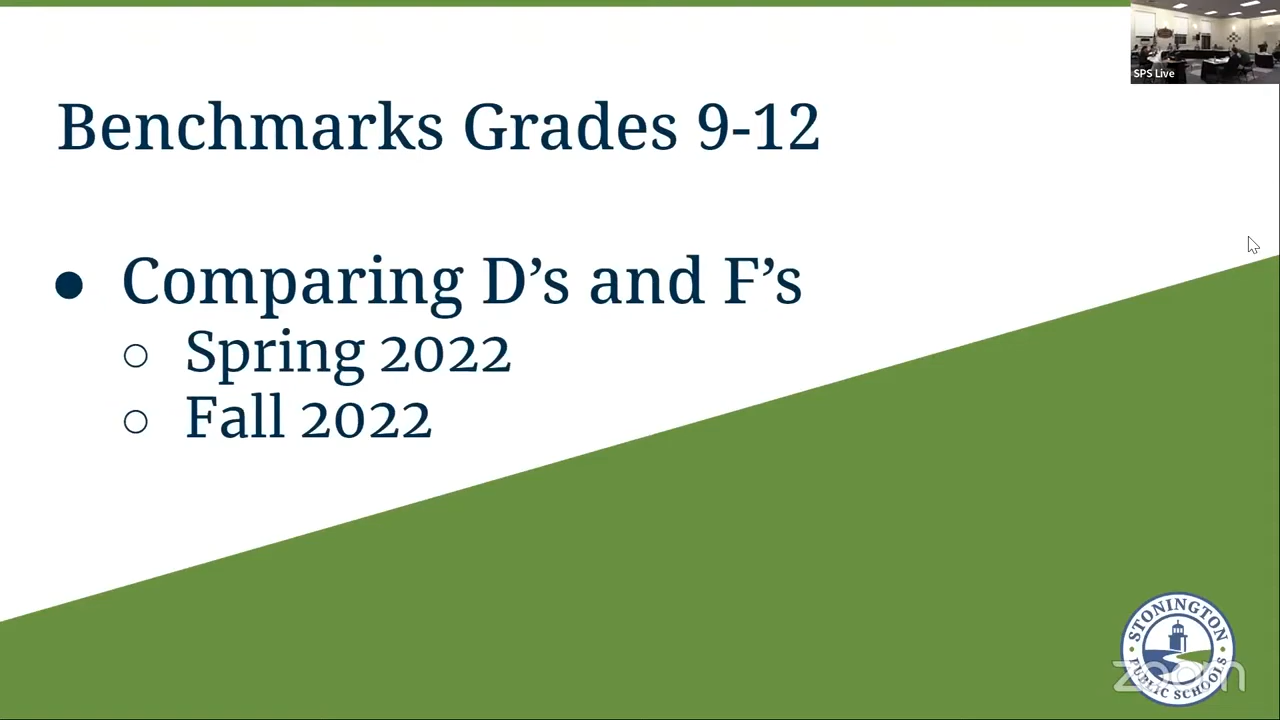 SPS Live
Benchmarks Grades 9-12
● Comparing D’s and F’s
○ Spring 2022
○ Fall 2022
STONINGTON
PUBLIC SCHOOLS
zoom